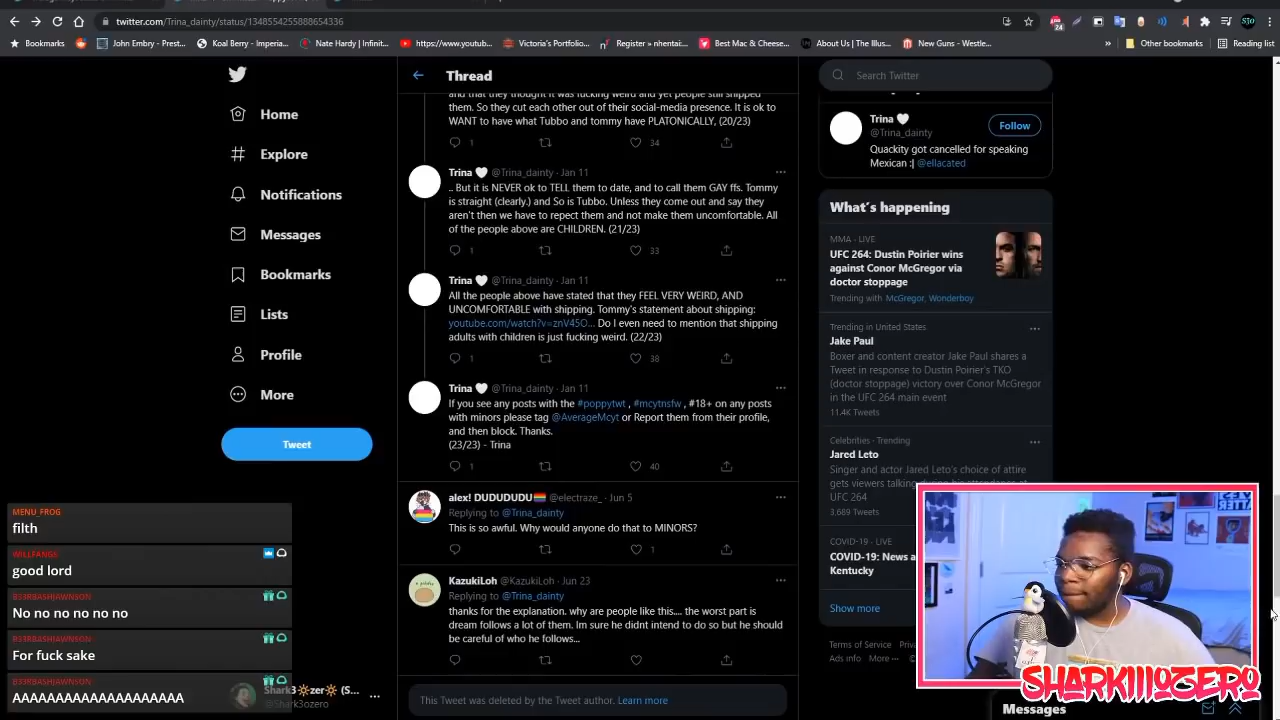 twitter.com/Trina_dainty/status/1348554255888654336
24
Bookmarks
John Embry - Prest...
Koal Berry - Imperia...
Nate Hardy | Infinit...
https://www.youtub...
Victoria's Portfolio...
Register » nhentai:...
Best Mac & Cheese...
About Us | The Illus...
New Guns - Westle...
»
Other bookmarks
Reading list
Home
Explore
Notifications
Messages
Bookmarks
Lists
Profile
More
Tweet
Thread
and that they thought it was fucking weird and yet people still shipped
them. So they cut each other out of their social-media presence. It is ok to
WANT to have what Tubbo and tommy have PLATONICALLY, (20/23)
1
34
Trina 🤍 @Trina_dainty · Jan 11
.. But it is NEVER ok to TELL them to date, and to call them GAY ffs. Tommy
is straight (clearly.) and So is Tubbo. Unless they come out and say they
aren't then we have to repect them and not make them uncomfortable. All
of the people above are CHILDREN. (21/23)
1
33
Trina 🤍 @Trina_dainty · Jan 11
All the people above have stated that they FEEL VERY WEIRD, AND
UNCOMFORTABLE with shipping. Tommy's statement about shipping:
youtube.com/watch?v=znV45O... Do I even need to mention that shipping
adults with children is just fucking weird. (22/23)
1
38
Trina 🤍 @Trina_dainty · Jan 11
If you see any posts with the #poppytwt , #mcytnsfw , #18+ on any posts
with minors please tag @AverageMcyt or Report them from their profile,
and then block. Thanks.
(23/23) - Trina
1
40
alex! DUDUDUDU🏳️‍🌈 @electraze_ · Jun 5
Replying to @Trina_dainty
This is so awful. Why would anyone do that to MINORS?
1
KazukiLoh @KazukiLoh · Jun 23
Replying to @Trina_dainty
thanks for the explanation. why are people like this.... the worst part is
dream follows a lot of them. Im sure he didnt intend to do so but he should
be careful of who he follows...
This Tweet was deleted by the Tweet author. Learn more
Search Twitter
Trina 🤍
@Trina_dainty
Follow
Quackity got cancelled for speaking
Mexican :| @ellacated
What's happening
MMA · LIVE
UFC 264: Dustin Poirier wins
against Conor McGregor via
doctor stoppage
Trending with McGregor, Wonderboy
Trending in United States
Jake Paul
Boxer and content creator Jake Paul shares a
Tweet in response to Dustin Poirier's TKO
(doctor stoppage) victory over Conor McGregor
in the UFC 264 main event
11.4K Tweets
Celebrities · Trending
Jared Leto
Singer and actor Jared Leto's choice of attire
gets viewers talking
UFC 264
3,689 Tweets
COVID-19 · LIVE
COVID-19: News a
Kentucky
Show more
Terms of Service
Ads info
More ···
MENU_FROG
filth
WILLFANGS
good lord
B33RBASHJAWNSON
No no no no no no
B33RBASHJAWNSON
For fuck sake
B33RBASHJAWNSON
AAAAAAAAAAAAAAAAAAAA
Shark3🔆zer🔆 (S...
@Shark3ozero
SHARKIIIOZERO
Messages